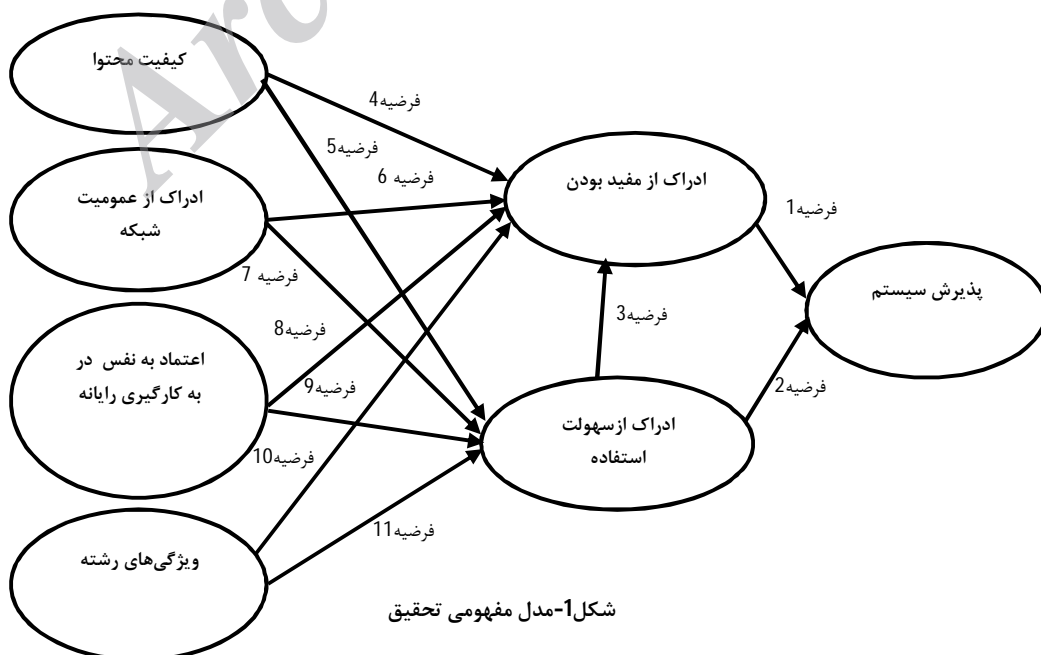 کیفیت محتوا
فرضیه4
فرضیه5
فرضیه 6
ادراک از مفید بودن
ادراک از عمومیت
شبکه
فرضیه1
فرضیه 7
پذیرش سیستم
فرضیه3
فرضیه8
اعتماد به نفس در
به کارگیری رایانه
فرضیه9
فرضیه2
ادراک ازسهولت
استفاده
فرضیه10
فرضیه11
ویژگی‌های رشته
شکل1-مدل مفهومی تحقیق